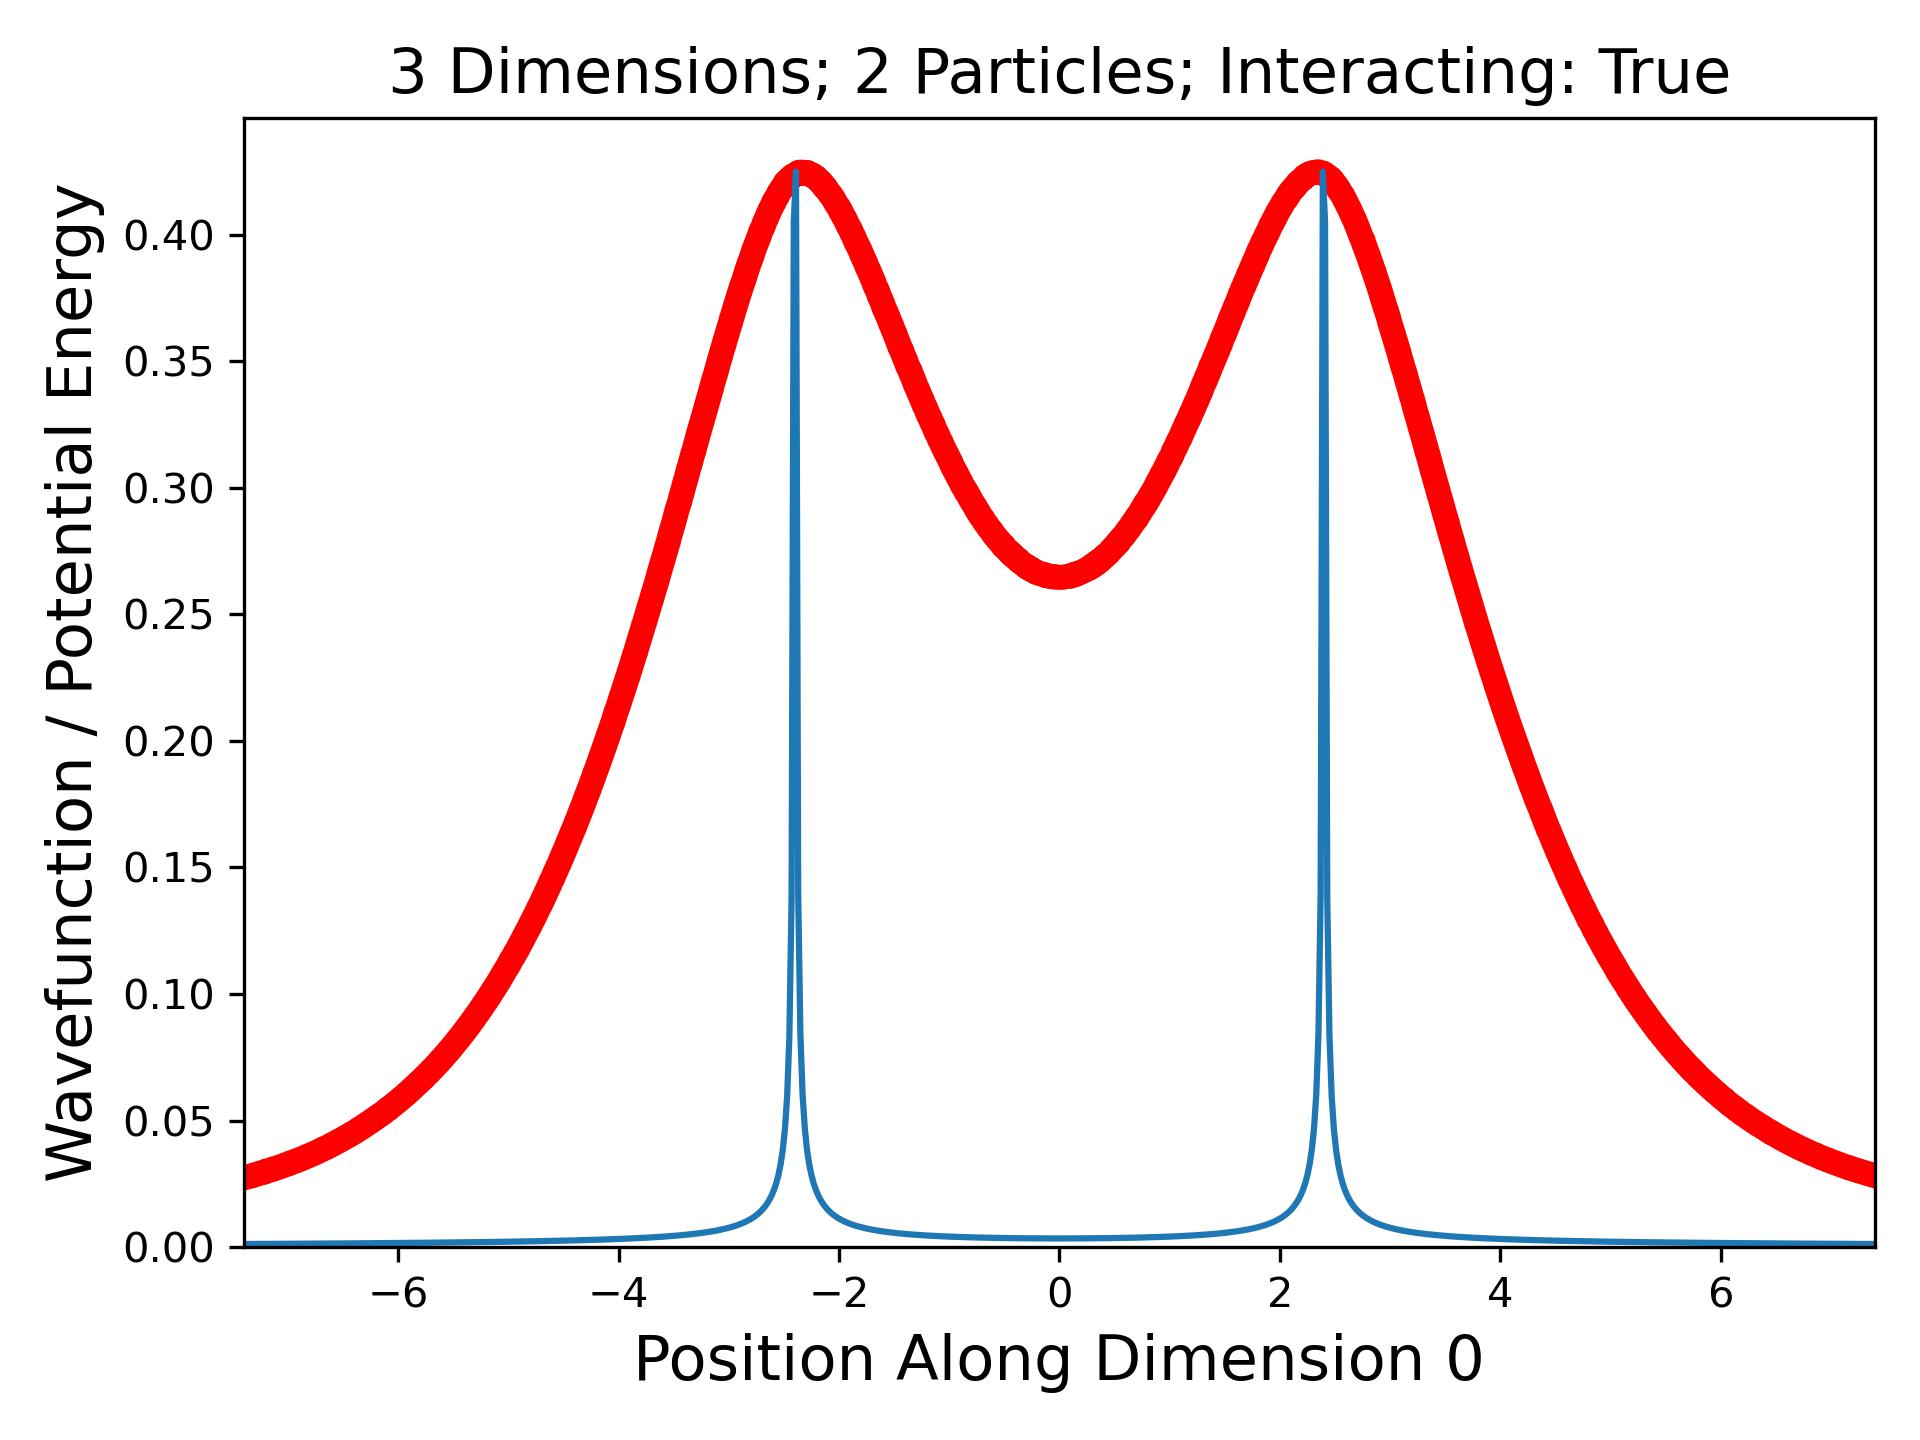 3 Dimensions; 2 Particles; Interacting: True
Wavefunction / Potential Energy
0.40
0.35
0.30
0.25
0.20
0.15
0.10
0.05
0.00
−6 −4 −2 0 2 4 6
Position Along Dimension 0